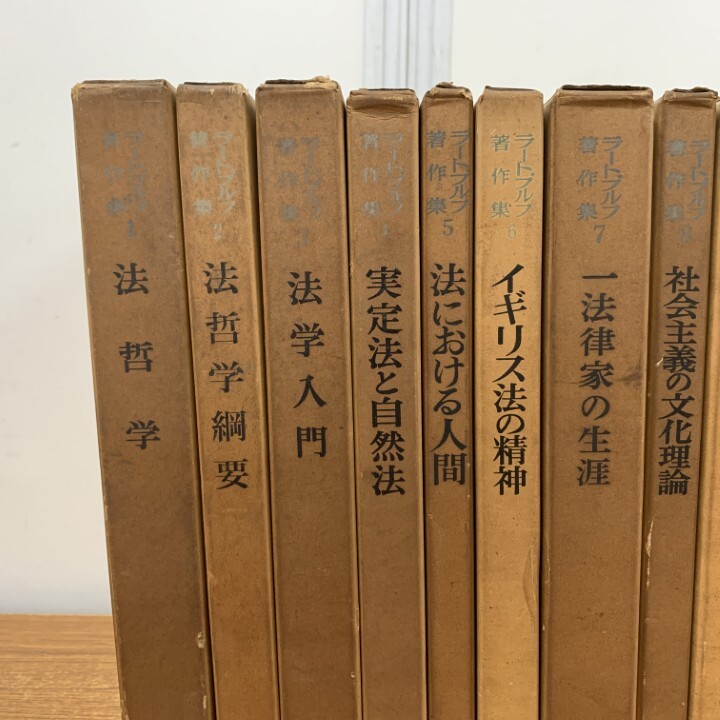 ラートブルフ
著作集 1
法哲学
ラートブルフ
著作集 2
法哲学綱要
ラートブルフ
著作集 3
法学入門
ラートブルフ
著作集 4
実定法と自然法
ラートブルフ
著作集 5
法における人間
ラートブルフ
著作集 6
イギリス法の精神
ラートブルフ
著作集 7
一法律家の生涯
ラートブルフ
著作集 8
社会主義の文化理論